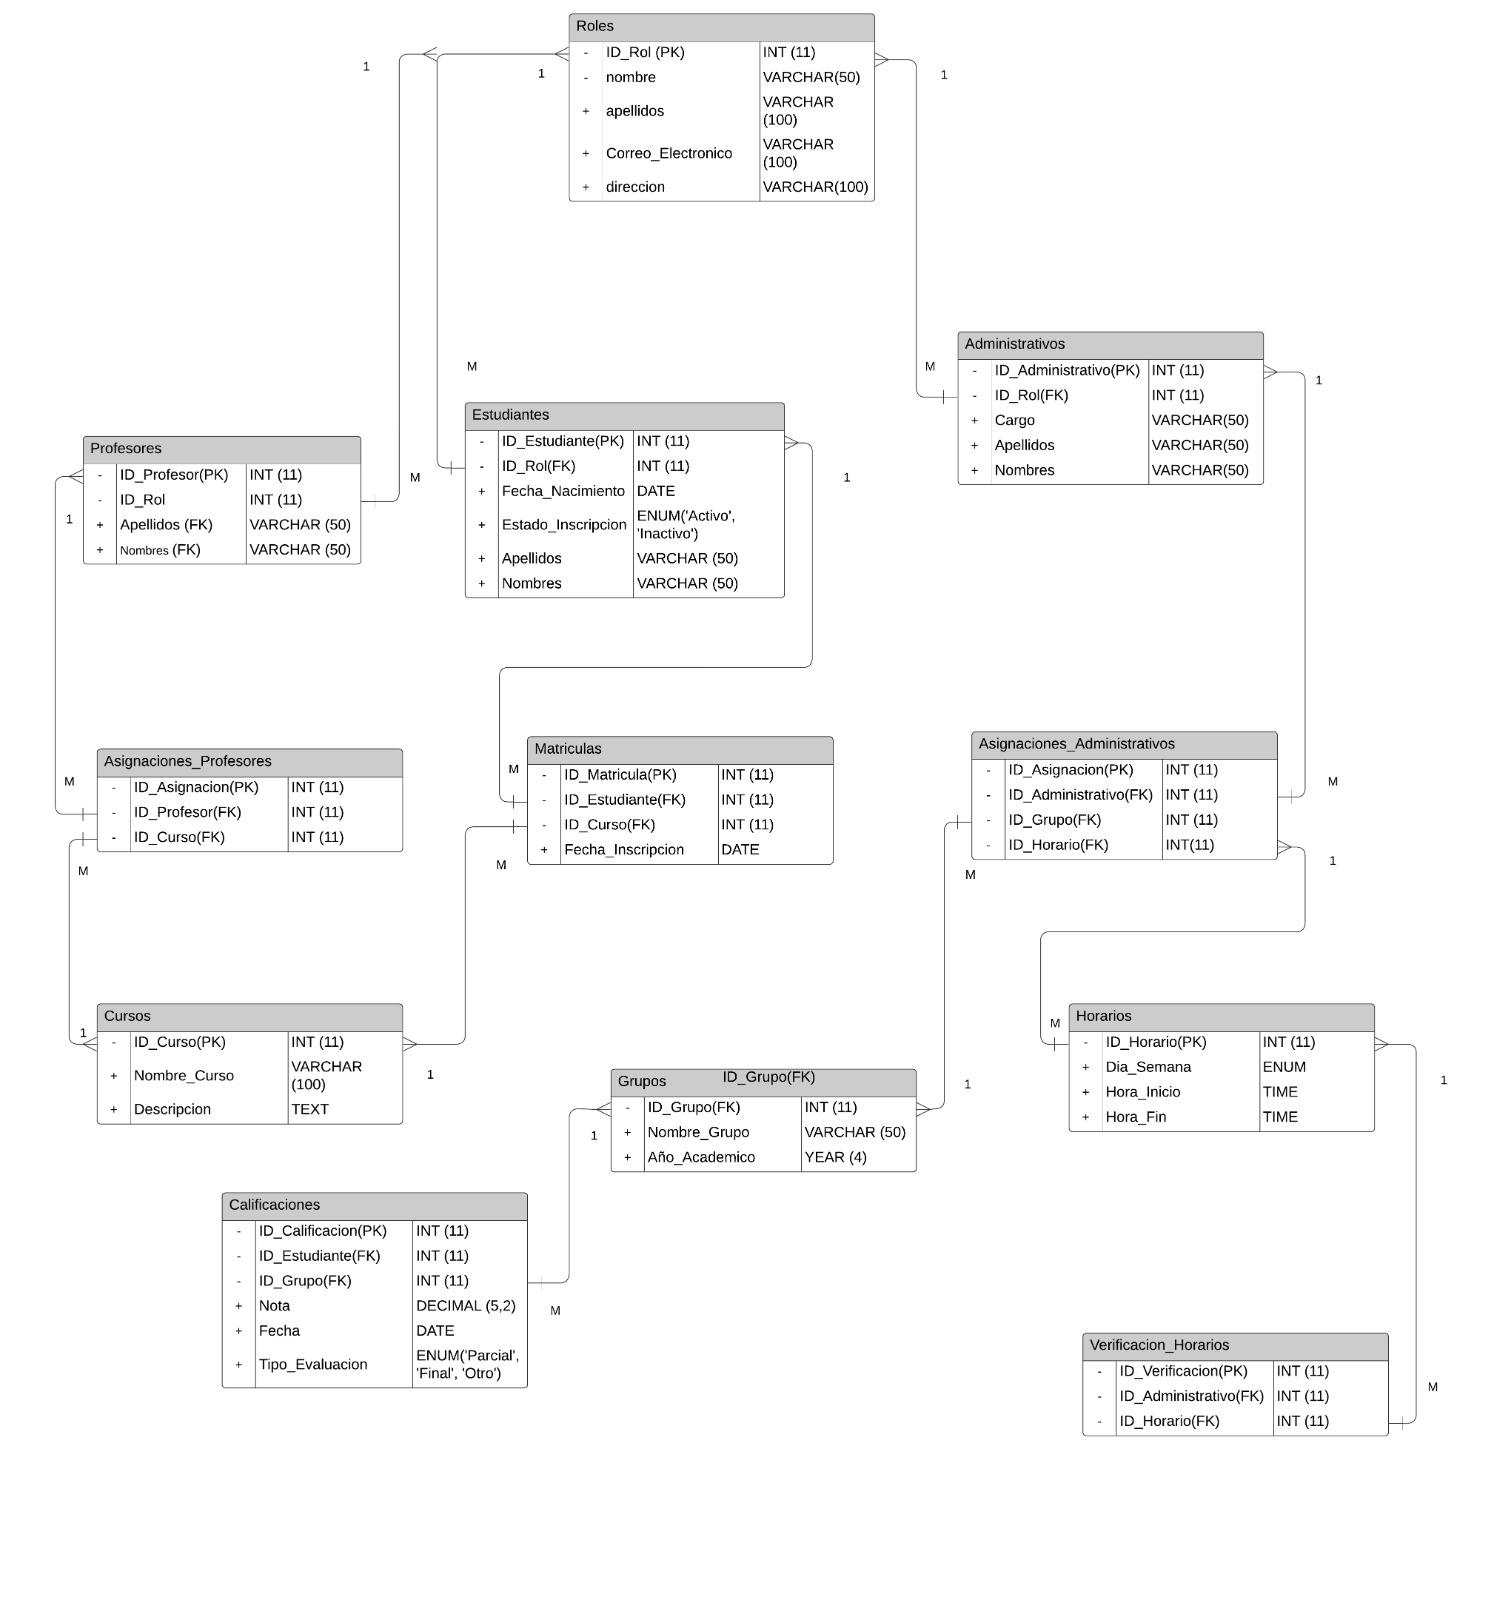 Roles
- ID_Rol (PK) INT (11)
- nombre VARCHAR(50)
+ apellidos VARCHAR
(100)
+ Correo_Electronico VARCHAR
(100)
+ direccion VARCHAR(100)
1
1
1
Administrativos
- ID_Administrativo(PK) INT (11)
- ID_Rol(FK) INT (11)
+ Cargo VARCHAR(50)
+ Apellidos VARCHAR(50)
+ Nombres VARCHAR(50)
M
M
1
Estudiantes
- ID_Estudiante(PK) INT (11)
- ID_Rol(FK) INT (11)
+ Fecha_Nacimiento DATE
+ Estado_Inscripcion ENUM('Activo',
'Inactivo')
+ Apellidos VARCHAR (50)
+ Nombres VARCHAR (50)
1
Profesores
- ID_Profesor(PK) INT (11)
- ID_Rol INT (11)
+ Apellidos (FK) VARCHAR (50)
+ Nombres (FK) VARCHAR (50)
M
1
Asignaciones_Profesores
- ID_Asignacion(PK) INT (11)
- ID_Profesor(FK) INT (11)
- ID_Curso(FK) INT (11)
M
M
Matriculas
- ID_Matricula(PK) INT (11)
- ID_Estudiante(FK) INT (11)
- ID_Curso(FK) INT (11)
+ Fecha_Inscripcion DATE
M
M
Asignaciones_Administrativos
- ID_Asignacion(PK) INT (11)
- ID_Administrativo(FK) INT (11)
- ID_Grupo(FK) INT (11)
- ID_Horario(FK) INT(11)
M
1
M
Cursos
- ID_Curso(PK) INT (11)
+ Nombre_Curso VARCHAR
(100)
+ Descripcion TEXT
1
1
Horarios
- ID_Horario(PK) INT (11)
+ Dia_Semana ENUM
+ Hora_Inicio TIME
+ Hora_Fin TIME
M
1
Grupos ID_Grupo(FK)
- ID_Grupo(FK) INT (11)
+ Nombre_Grupo VARCHAR (50)
+ Año_Academico YEAR (4)
1
1
Calificaciones
- ID_Calificacion(PK) INT (11)
- ID_Estudiante(FK) INT (11)
- ID_Grupo(FK) INT (11)
+ Nota DECIMAL (5,2)
+ Fecha DATE
+ Tipo_Evaluacion ENUM('Parcial',
'Final', 'Otro')
M
Verificacion_Horarios
- ID_Verificacion(PK) INT (11)
- ID_Administrativo(FK) INT (11)
- ID_Horario(FK) INT (11)
M